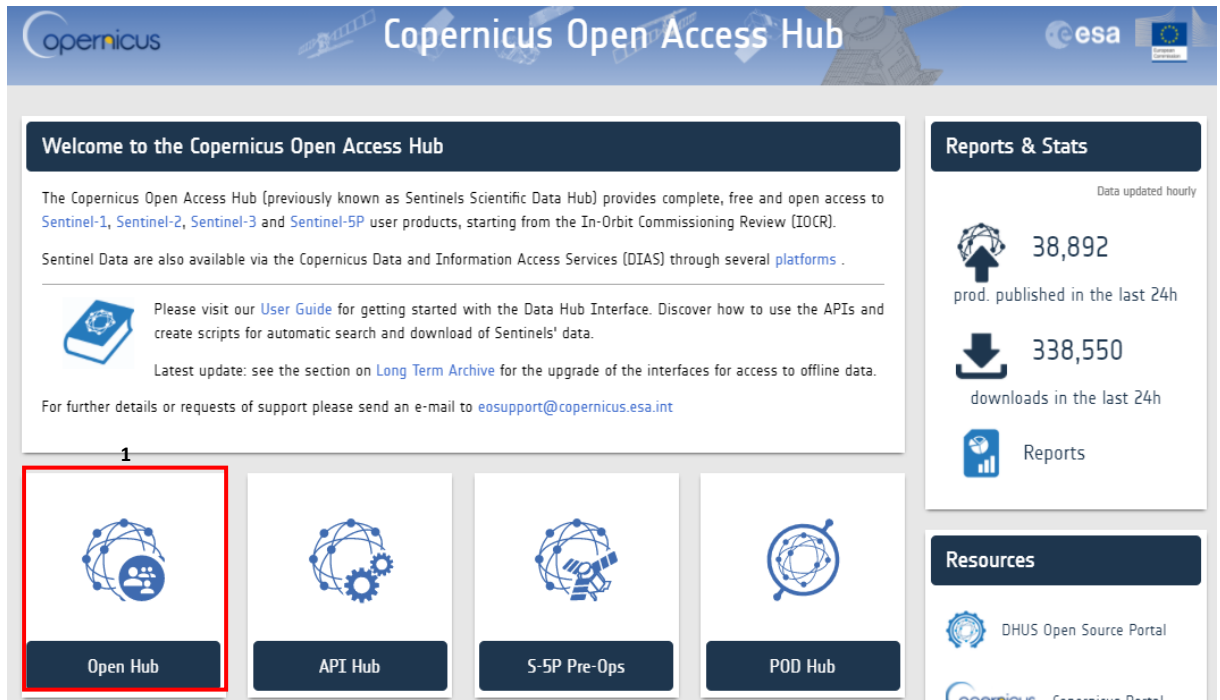 opernicus
Copernicus Open Access Hub
esa
European
Commission
Welcome to the Copernicus Open Access Hub
The Copernicus Open Access Hub (previously known as Sentinels Scientific Data Hub) provides complete, free and open access to
Sentinel-1, Sentinel-2, Sentinel-3 and Sentinel-5P user products, starting from the In-Orbit Commissioning Review (IOCR).
Sentinel Data are also available via the Copernicus Data and Information Access Services (DIAS) through several platforms .
Please visit our User Guide for getting started with the Data Hub Interface. Discover how to use the APIs and
create scripts for automatic search and download of Sentinels' data.
Latest update: see the section on Long Term Archive for the upgrade of the interfaces for access to offline data.
For further details or requests of support please send an e-mail to eosupport@copernicus.esa.int
1
Open Hub
API Hub
S-5P Pre-Ops
POD Hub
Reports & Stats
Data updated hourly
38,892
prod. published in the last 24h
338,550
downloads in the last 24h
Reports
Resources
DHUS Open Source Portal
opernicus Copernicus Portal